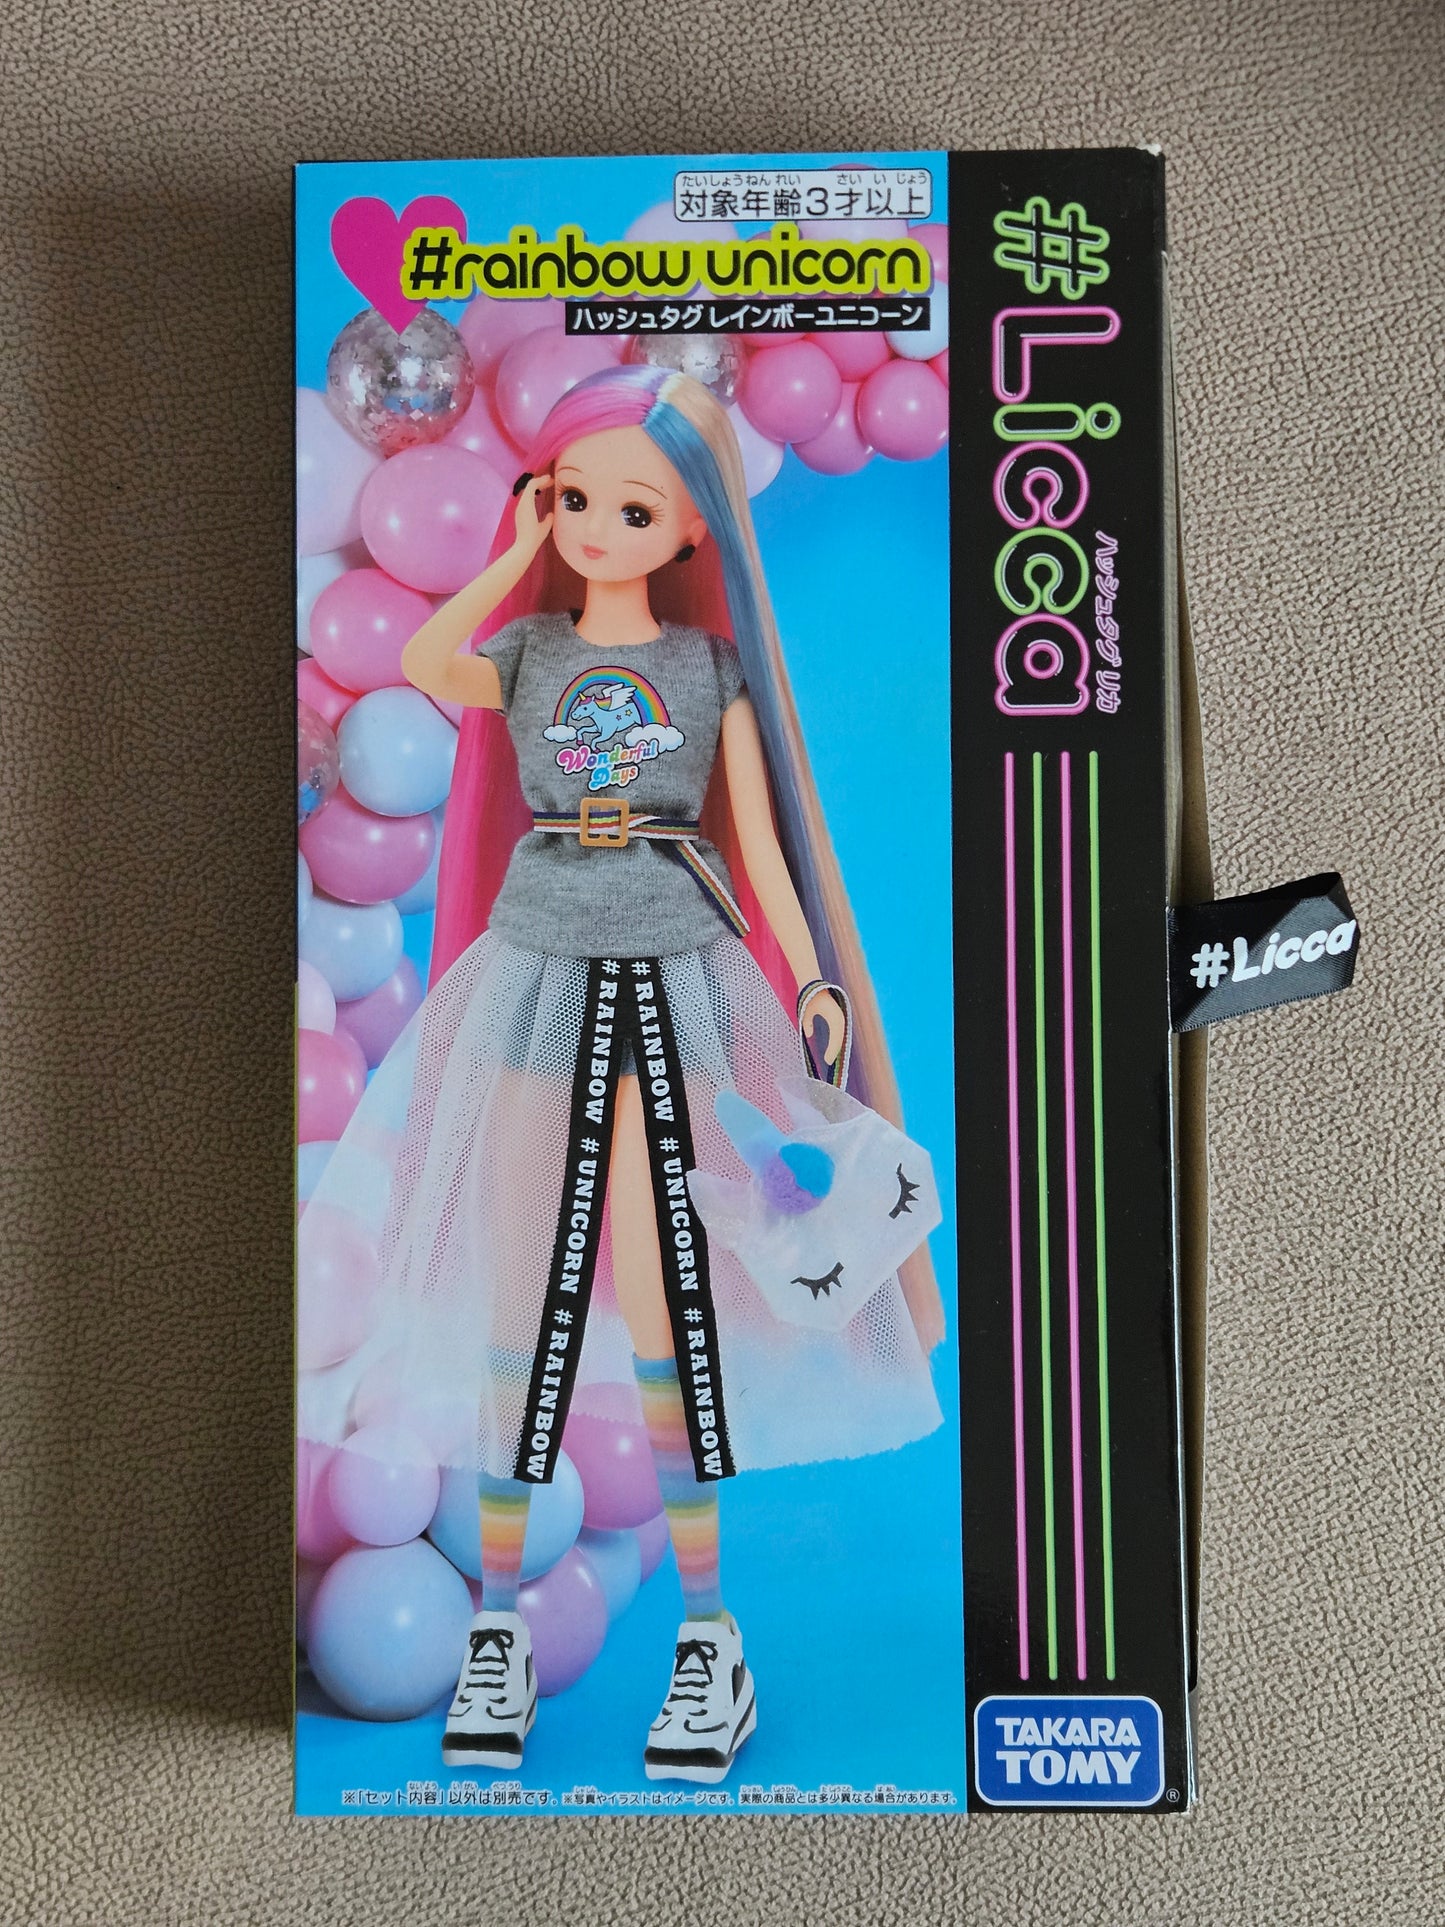 たいしょうねんれい さいいじょう
対象年齢3才以上
#rainbow unicorn
ハッシュタグ レインボーユニコーン
#Licca
ハッシュタグ リカ
Wonderful
Days
#RAINBOW #UNICORN #RAINBOW
#RAINBOW #UNICORN #RAINBOW
#Licca
TAKARA
TOMY
®
※「セット内容」以外は別売です。※写真やイラストはイメージです。実際の商品とは多少異なる場合があります。